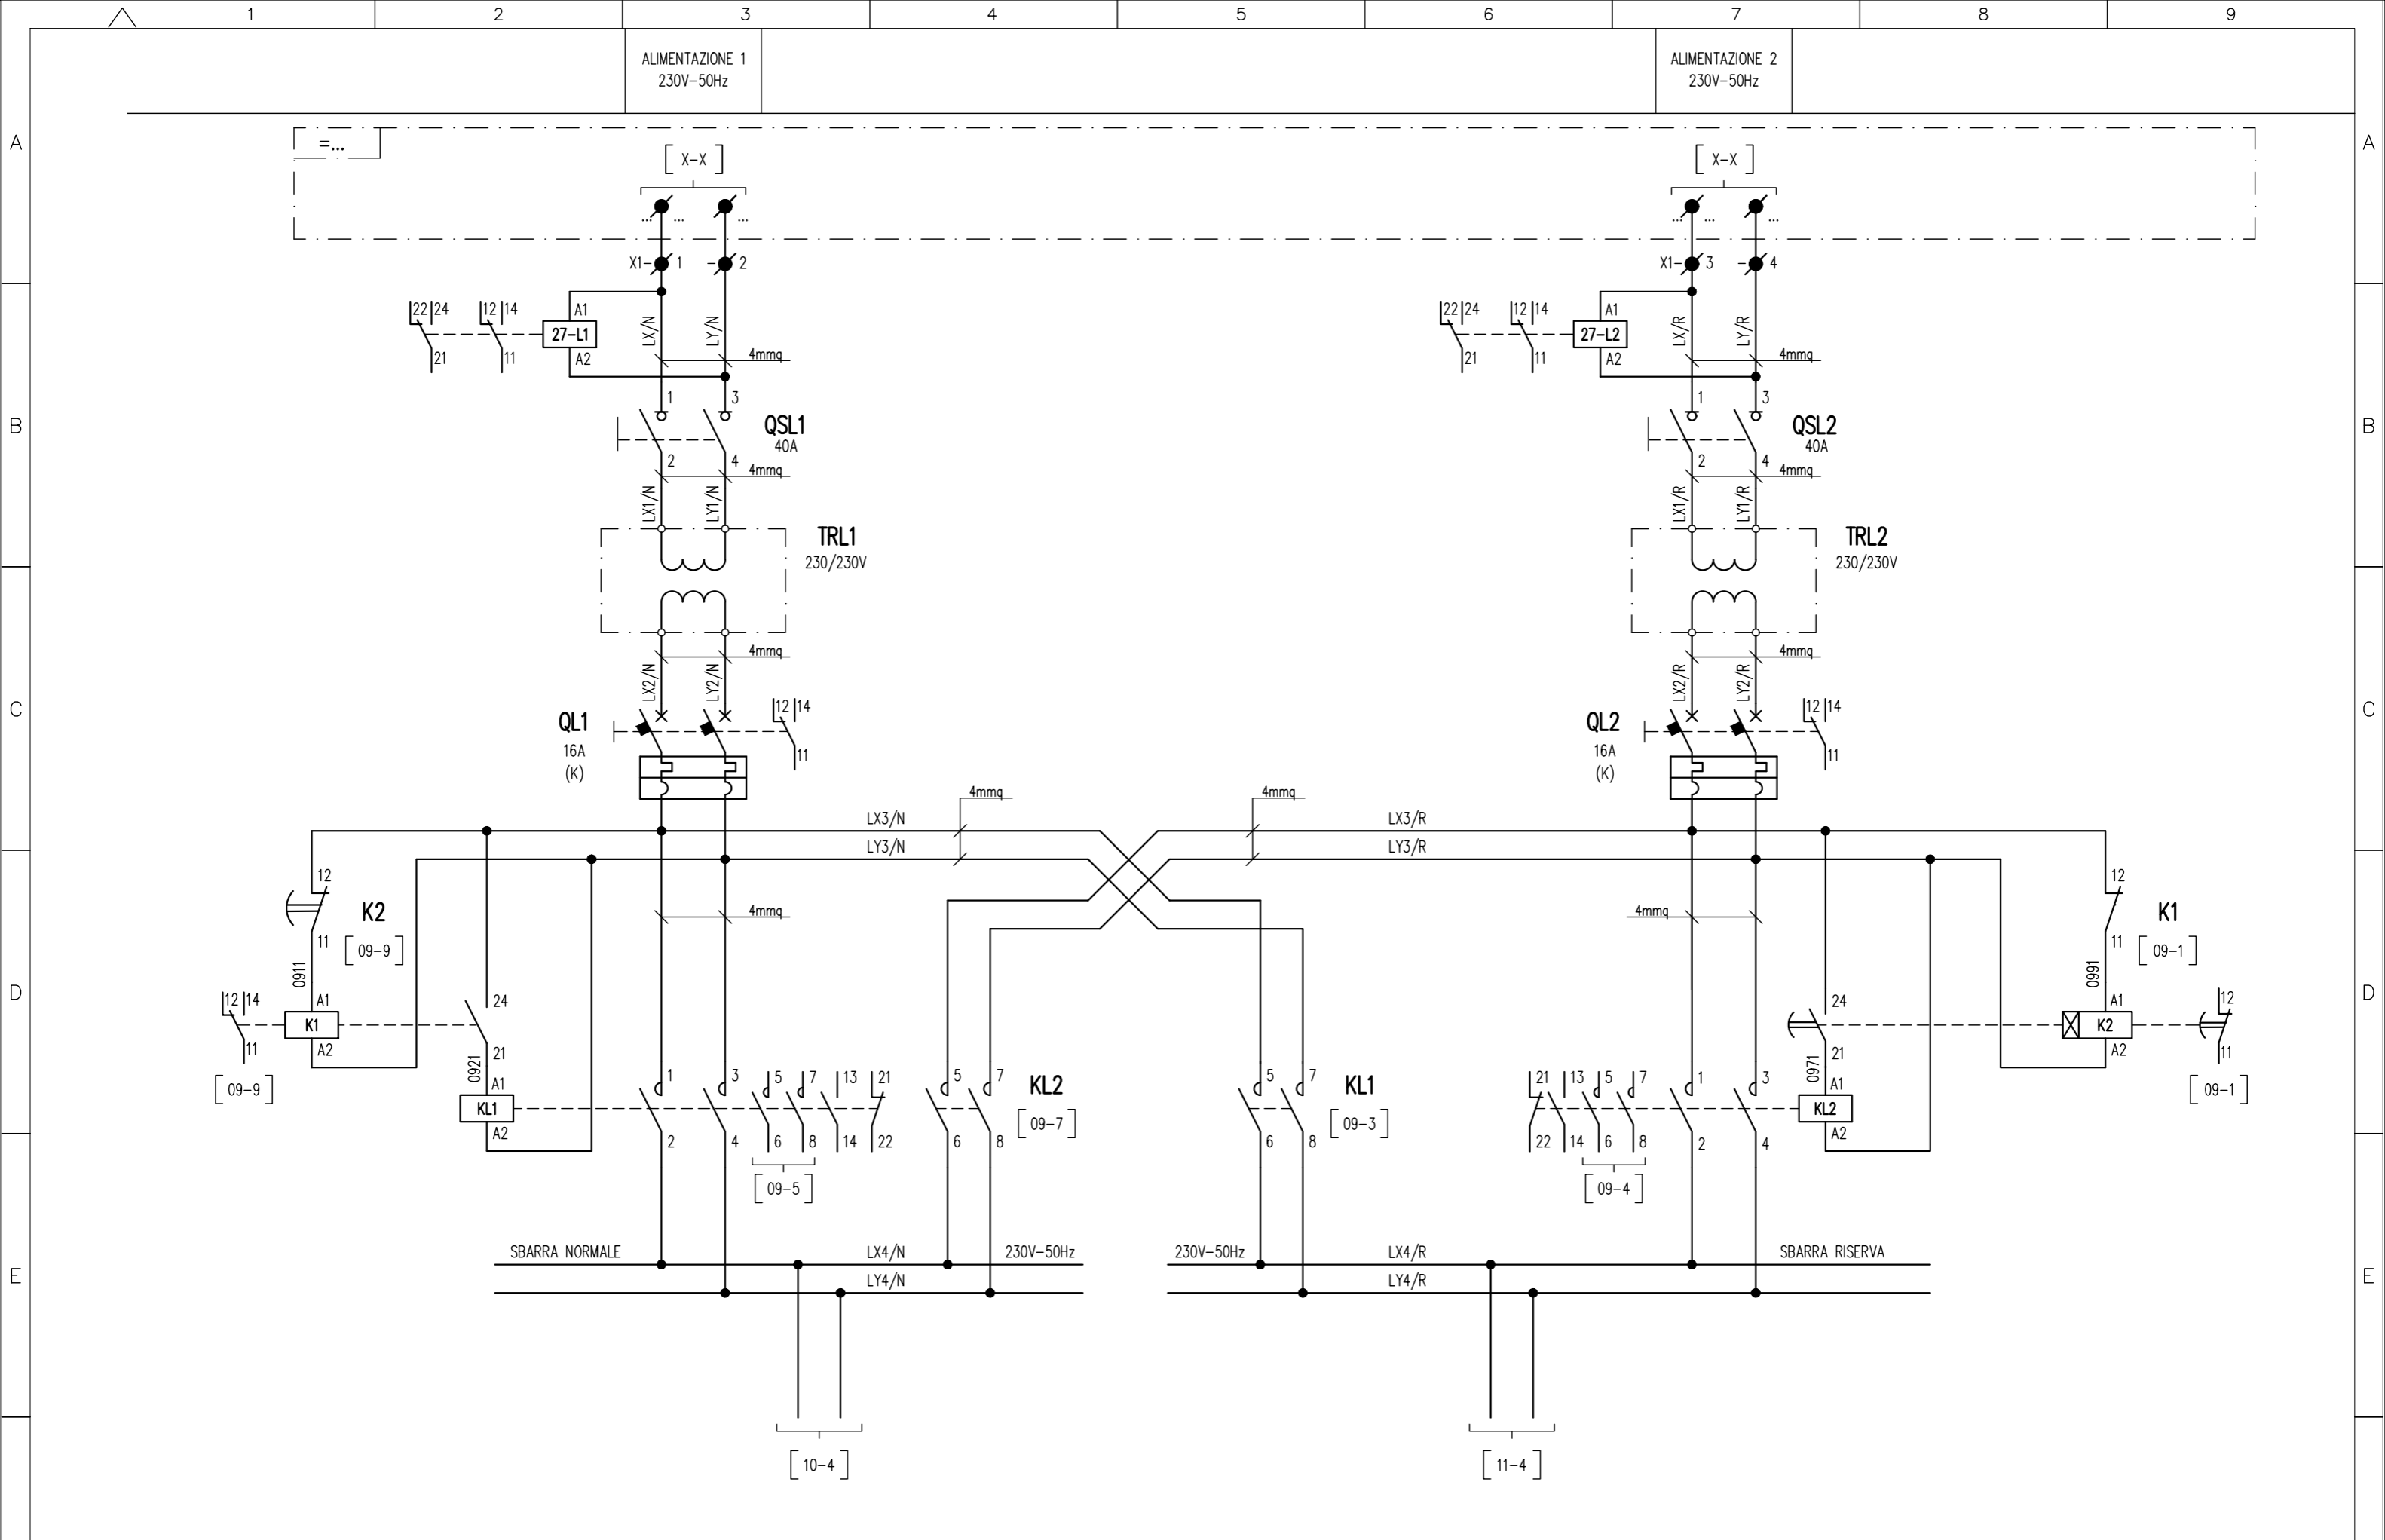 1 2 3 4 5 6 7 8 9
ALIMENTAZIONE 1
230V-50Hz
ALIMENTAZIONE 2
230V-50Hz
A
=...
X-X
X-X
A
... ... ...
... ... ...
X1- 1 - 2
X1- 3 - 4
22 24 12 14 A1
27-L1
21 11 A2
LX/N LY/N
4mmq
22 24 12 14 A1
27-L2
21 11 A2
LX/R LY/R
4mmq
B
1 3
QSL1
40A
2 4
4mmq
1 3
QSL2
40A
2 4
4mmq
B
LX1/N LY1/N
LX1/R LY1/R
TRL1
230/230V
TRL2
230/230V
4mmq
4mmq
LX2/N LY2/N
LX2/R LY2/R
C
QL1
16A
(K)
12 14
11
QL2
16A
(K)
12 14
11
C
4mmq
4mmq
LX3/N
LX3/R
LY3/N
LY3/R
12
K2
11
09-9
0911
4mmq
4mmq
12
K1
11
09-1
0991
D
12 14
A1
K1
A2
11
09-9
24
21
0921
A1
KL1
A2
1 3 5 7 13 21
2 4 6 8 14 22
09-5
5 7
KL2
09-7
6 8
5 7
KL1
09-3
6 8
21 13 5 7 1 3
22 14 6 8 2 4
09-4
24
21
0971
A1
KL2
A2
A1
K2
A2
12
11
09-1
D
E
SBARRA NORMALE LX4/N 230V-50Hz
LY4/N
230V-50Hz LX4/R SBARRA RISERVA
LY4/R
E
10-4
11-4